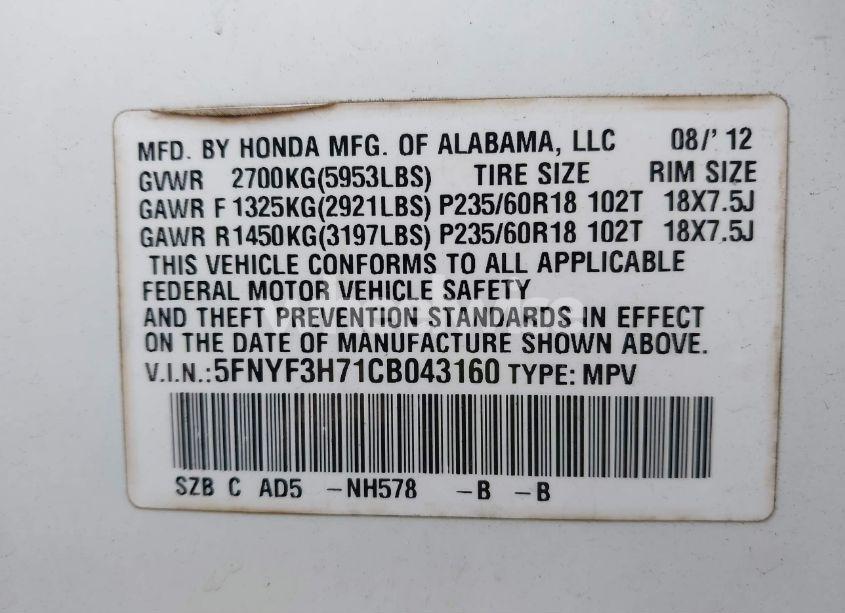 MFD. BY HONDA MFG. OF ALABAMA, LLC 08/' 12
GVWR 2700KG(5953LBS) TIRE SIZE RIM SIZE
GAWR F 1325KG(2921LBS) P235/60R18 102T 18X7.5J
GAWR R1450KG(3197LBS) P235/60R18 102T 18X7.5J
THIS VEHICLE CONFORMS TO ALL APPLICABLE
FEDERAL MOTOR VEHICLE SAFETY
AND THEFT PREVENTION STANDARDS IN EFFECT
ON THE DATE OF MANUFACTURE SHOWN ABOVE.
V.I.N.:5FNYF3H71CB043160 TYPE: MPV
SZB C AD5 -NH578 -B -B